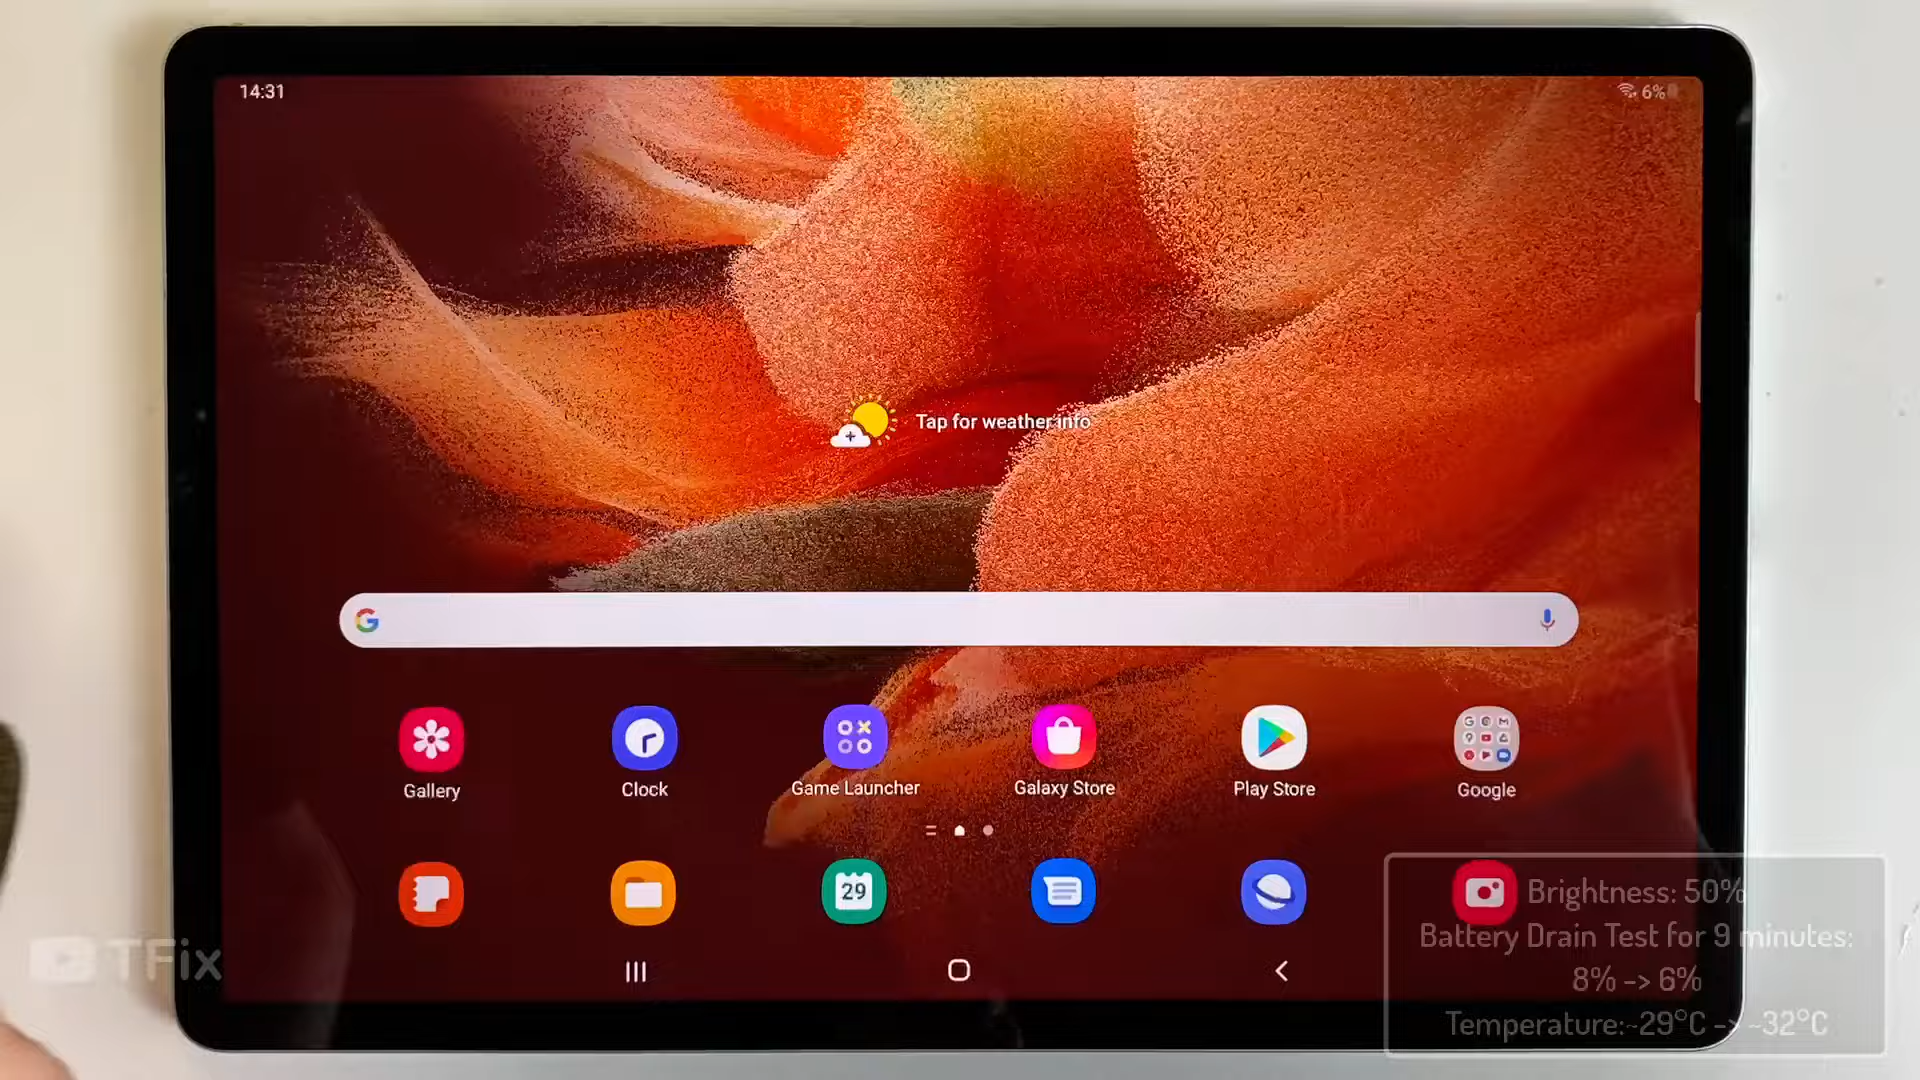 14:31
6%
Tap for weather info
G
Gallery
Clock
Game Launcher
Galaxy Store
Play Store
Google
29
Brightness: 50%
Battery Drain Test for 9 minutes:
8% -> 6%
Temperature:~29°C -> ~32°C
TFix